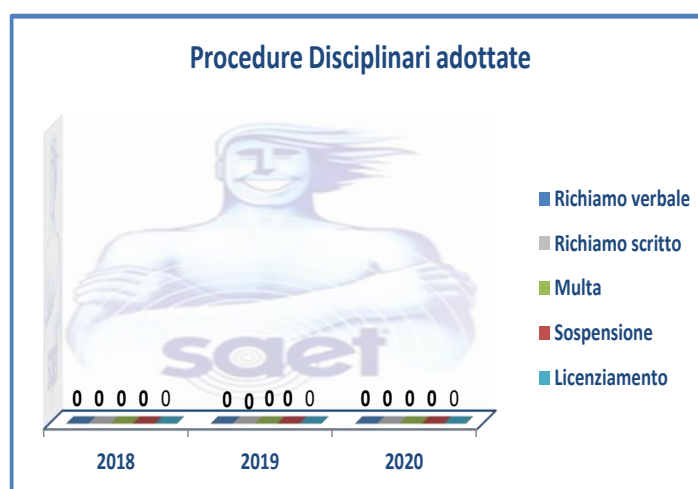 Procedure Disciplinari adottate
saet
Richiamo verbale
Richiamo scritto
Multa
Sospensione
Licenziamento
0 0 0 0 0 0 0 0 0 0 0 0 0 0 0
2018 2019 2020